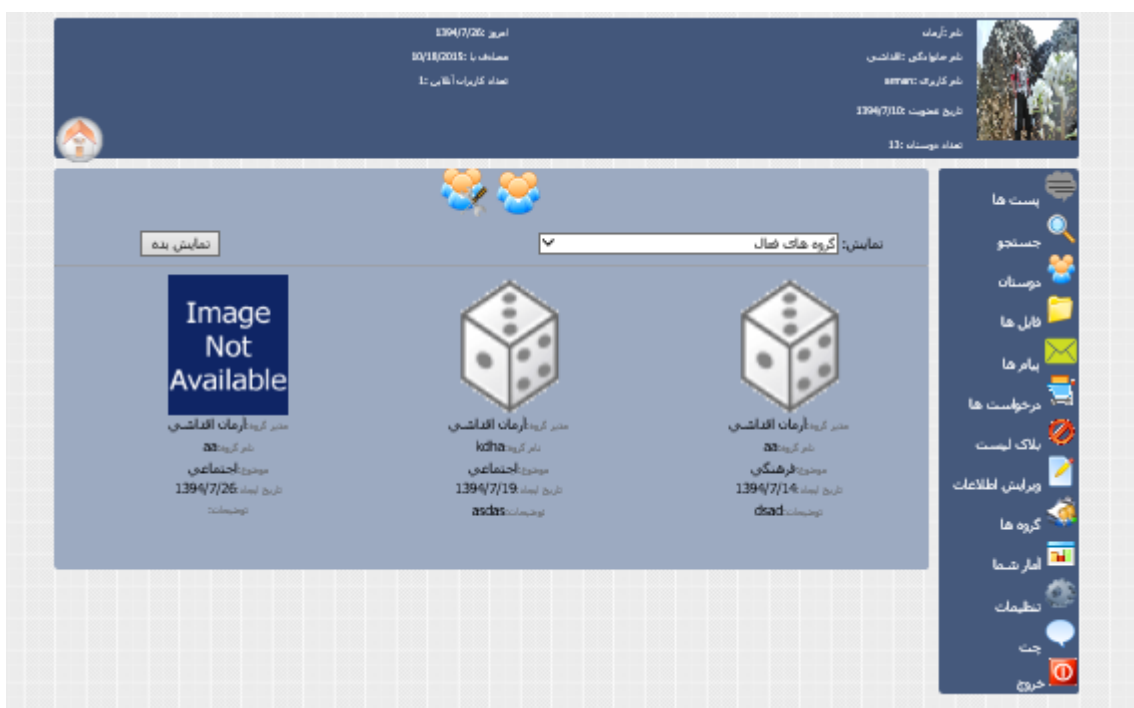 نام :آرمان
نام خانوادگی :اقداشی
نام کاربری :arman
تاریخ عضویت :1394/7/10
تعداد دوستان :13
امروز :1394/7/26
مصادف با :10/18/2015
تعداد کاربران آنلاین :1
پست ها
جستجو
دوستان
فایل ها
پیام ها
درخواست ها
بلاک لیست
ویرایش اطلاعات
گروه ها
آمار شما
تنظیمات
چت
خروج
نمایش: گروه های فعال
نمایش بده
مدیر گروه:آرمان اقداشی
نام گروه:aa
موضوع:فرهنگی
تاریخ ایجاد:1394/7/14
توضیحات:dsad
مدیر گروه:آرمان اقداشی
نام گروه:kdha
موضوع:اجتماعی
تاریخ ایجاد:1394/7/19
توضیحات:asdas
Image
Not
Available
مدیر گروه:آرمان اقداشی
نام گروه:aa
موضوع:اجتماعی
تاریخ ایجاد:1394/7/26
توضیحات: